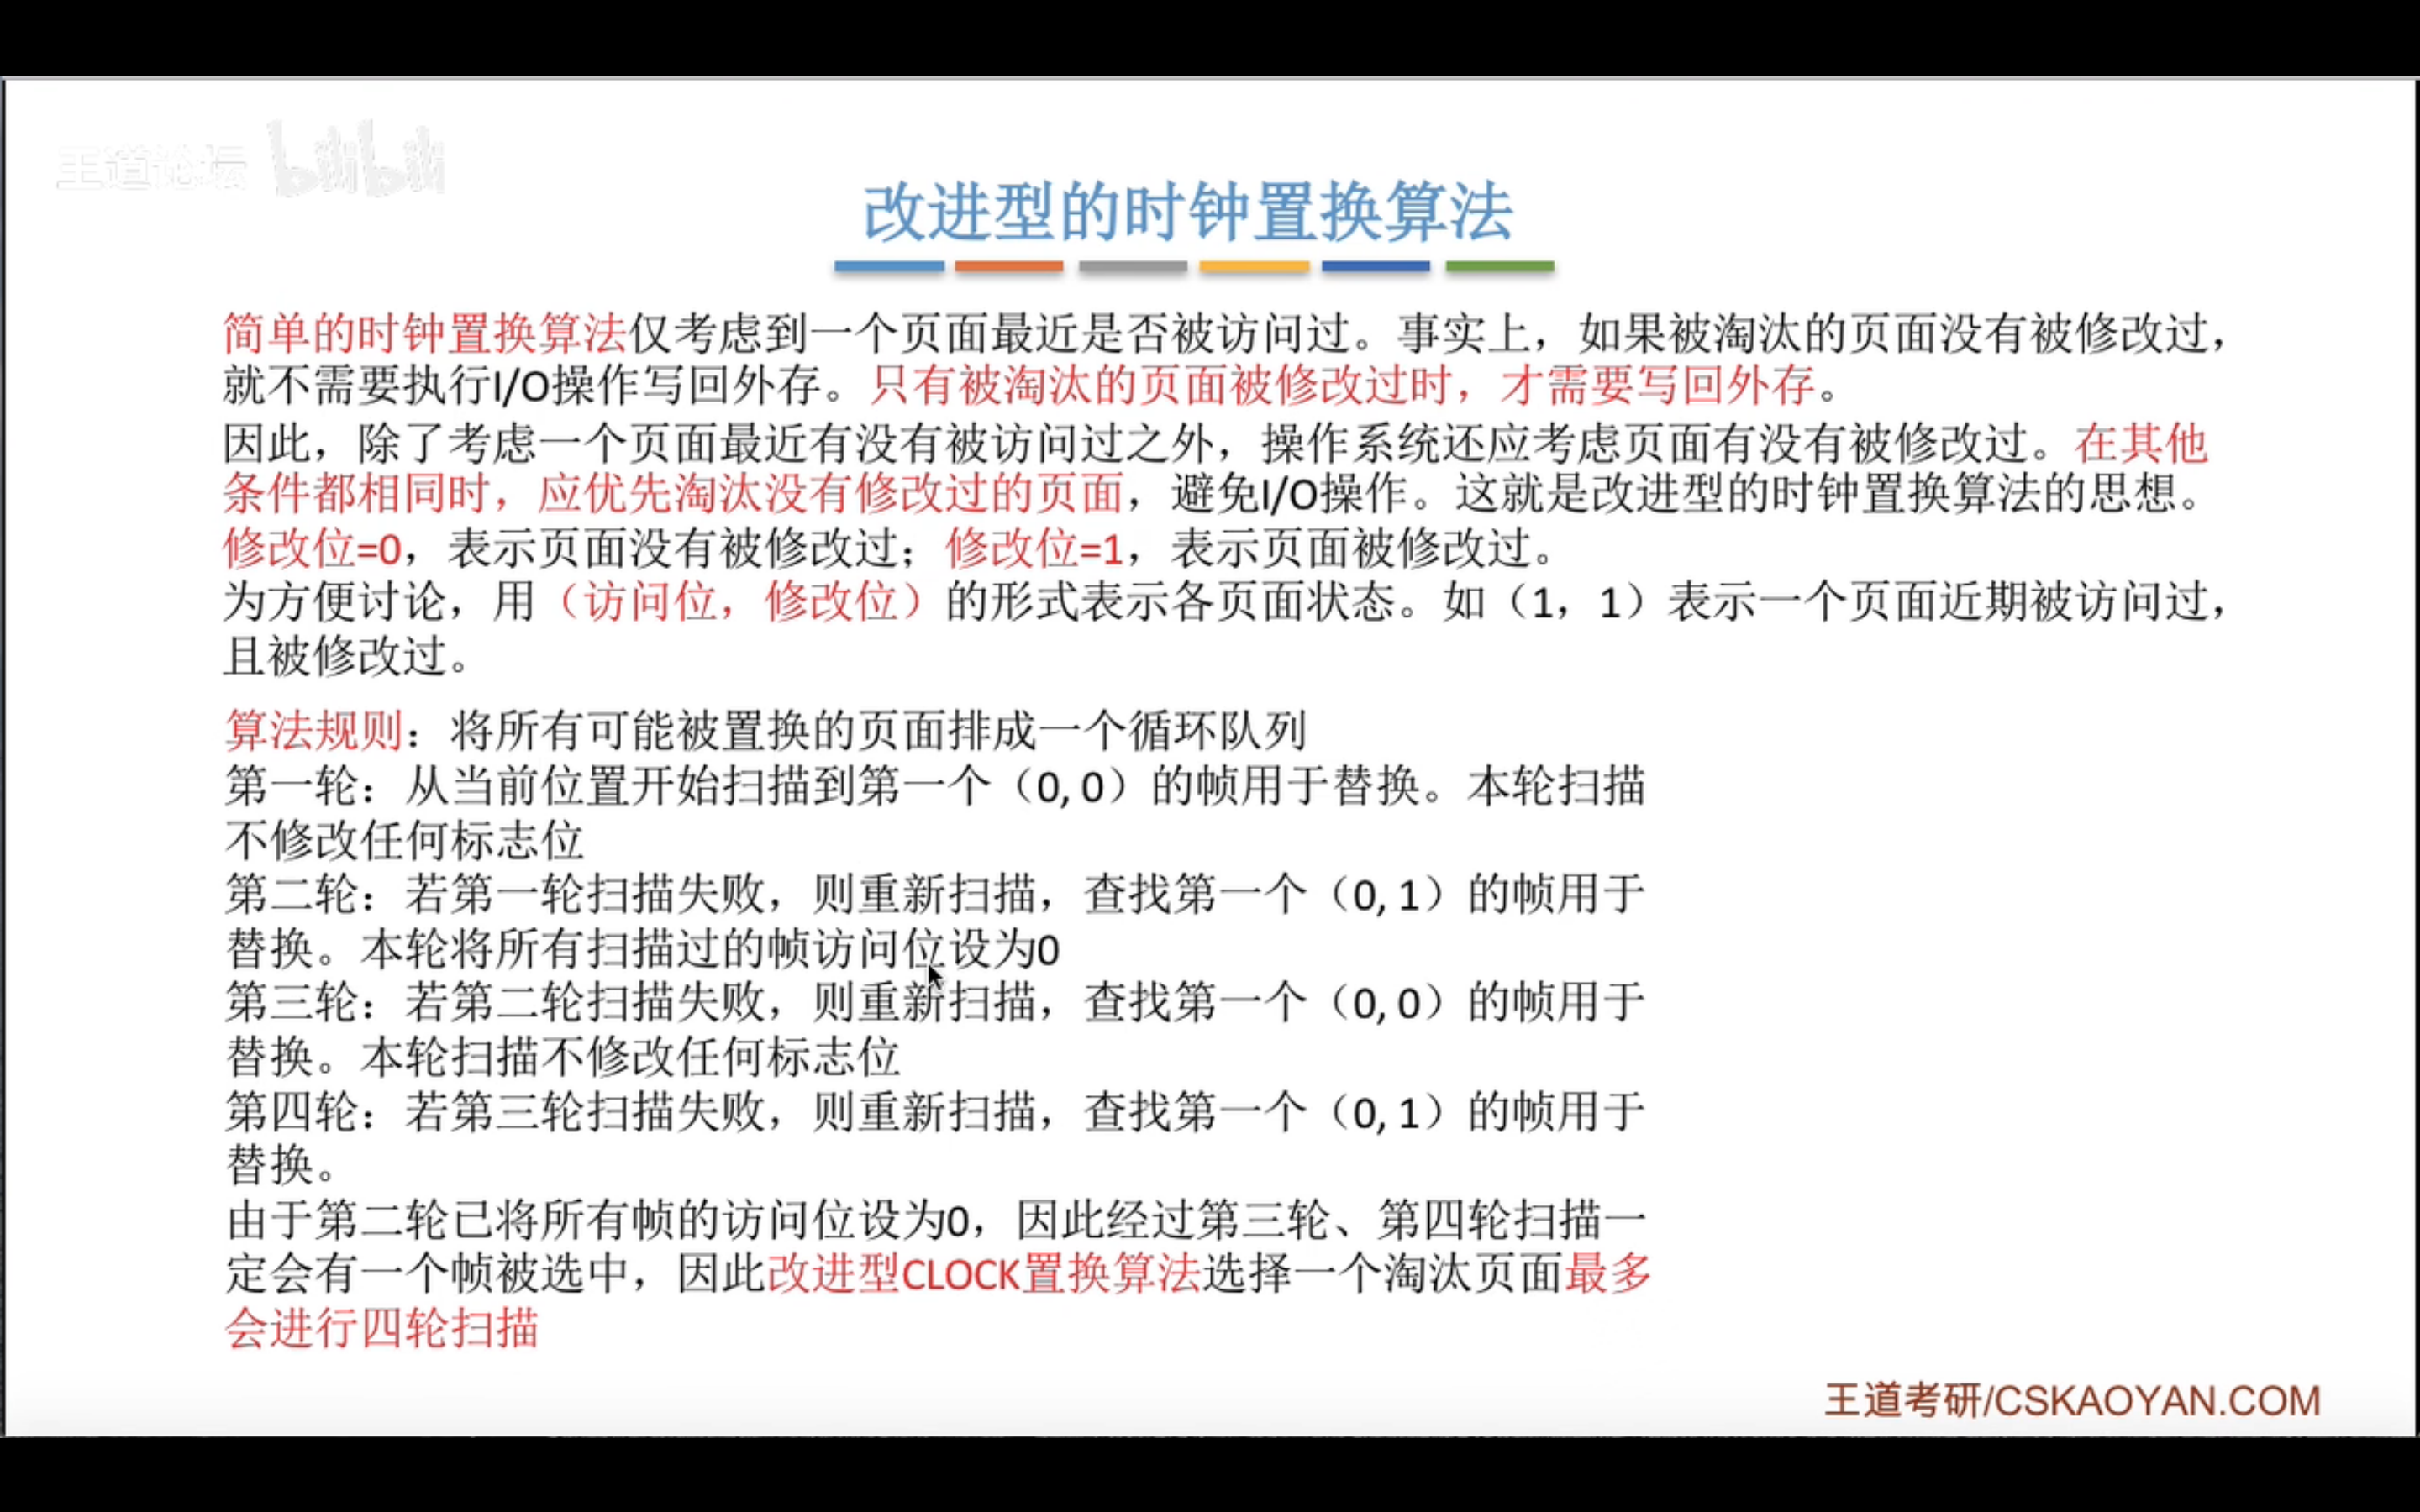 王道论坛 bilibili
改进型的时钟置换算法
简单的时钟置换算法仅考虑到一个页面最近是否被访问过。事实上，如果被淘汰的页面没有被修改过，
就不需要执行I/O操作写回外存。只有被淘汰的页面被修改过时，才需要写回外存。
因此，除了考虑一个页面最近有没有被访问过之外，操作系统还应考虑页面有没有被修改过。在其他
条件都相同时，应优先淘汰没有修改过的页面，避免I/O操作。这就是改进型的时钟置换算法的思想。
修改位=0，表示页面没有被修改过；修改位=1，表示页面被修改过。
为方便讨论，用（访问位，修改位）的形式表示各页面状态。如（1，1）表示一个页面近期被访问过，
且被修改过。
算法规则：将所有可能被置换的页面排成一个循环队列
第一轮：从当前位置开始扫描到第一个（0, 0）的帧用于替换。本轮扫描
不修改任何标志位
第二轮：若第一轮扫描失败，则重新扫描，查找第一个（0, 1）的帧用于
替换。本轮将所有扫描过的帧访问位设为0
第三轮：若第二轮扫描失败，则重新扫描，查找第一个（0, 0）的帧用于
替换。本轮扫描不修改任何标志位
第四轮：若第三轮扫描失败，则重新扫描，查找第一个（0, 1）的帧用于
替换。
由于第二轮已将所有帧的访问位设为0，因此经过第三轮、第四轮扫描一
定会有一个帧被选中，因此改进型CLOCK置换算法选择一个淘汰页面最多
会进行四轮扫描
王道考研/CSKAOYAN.COM